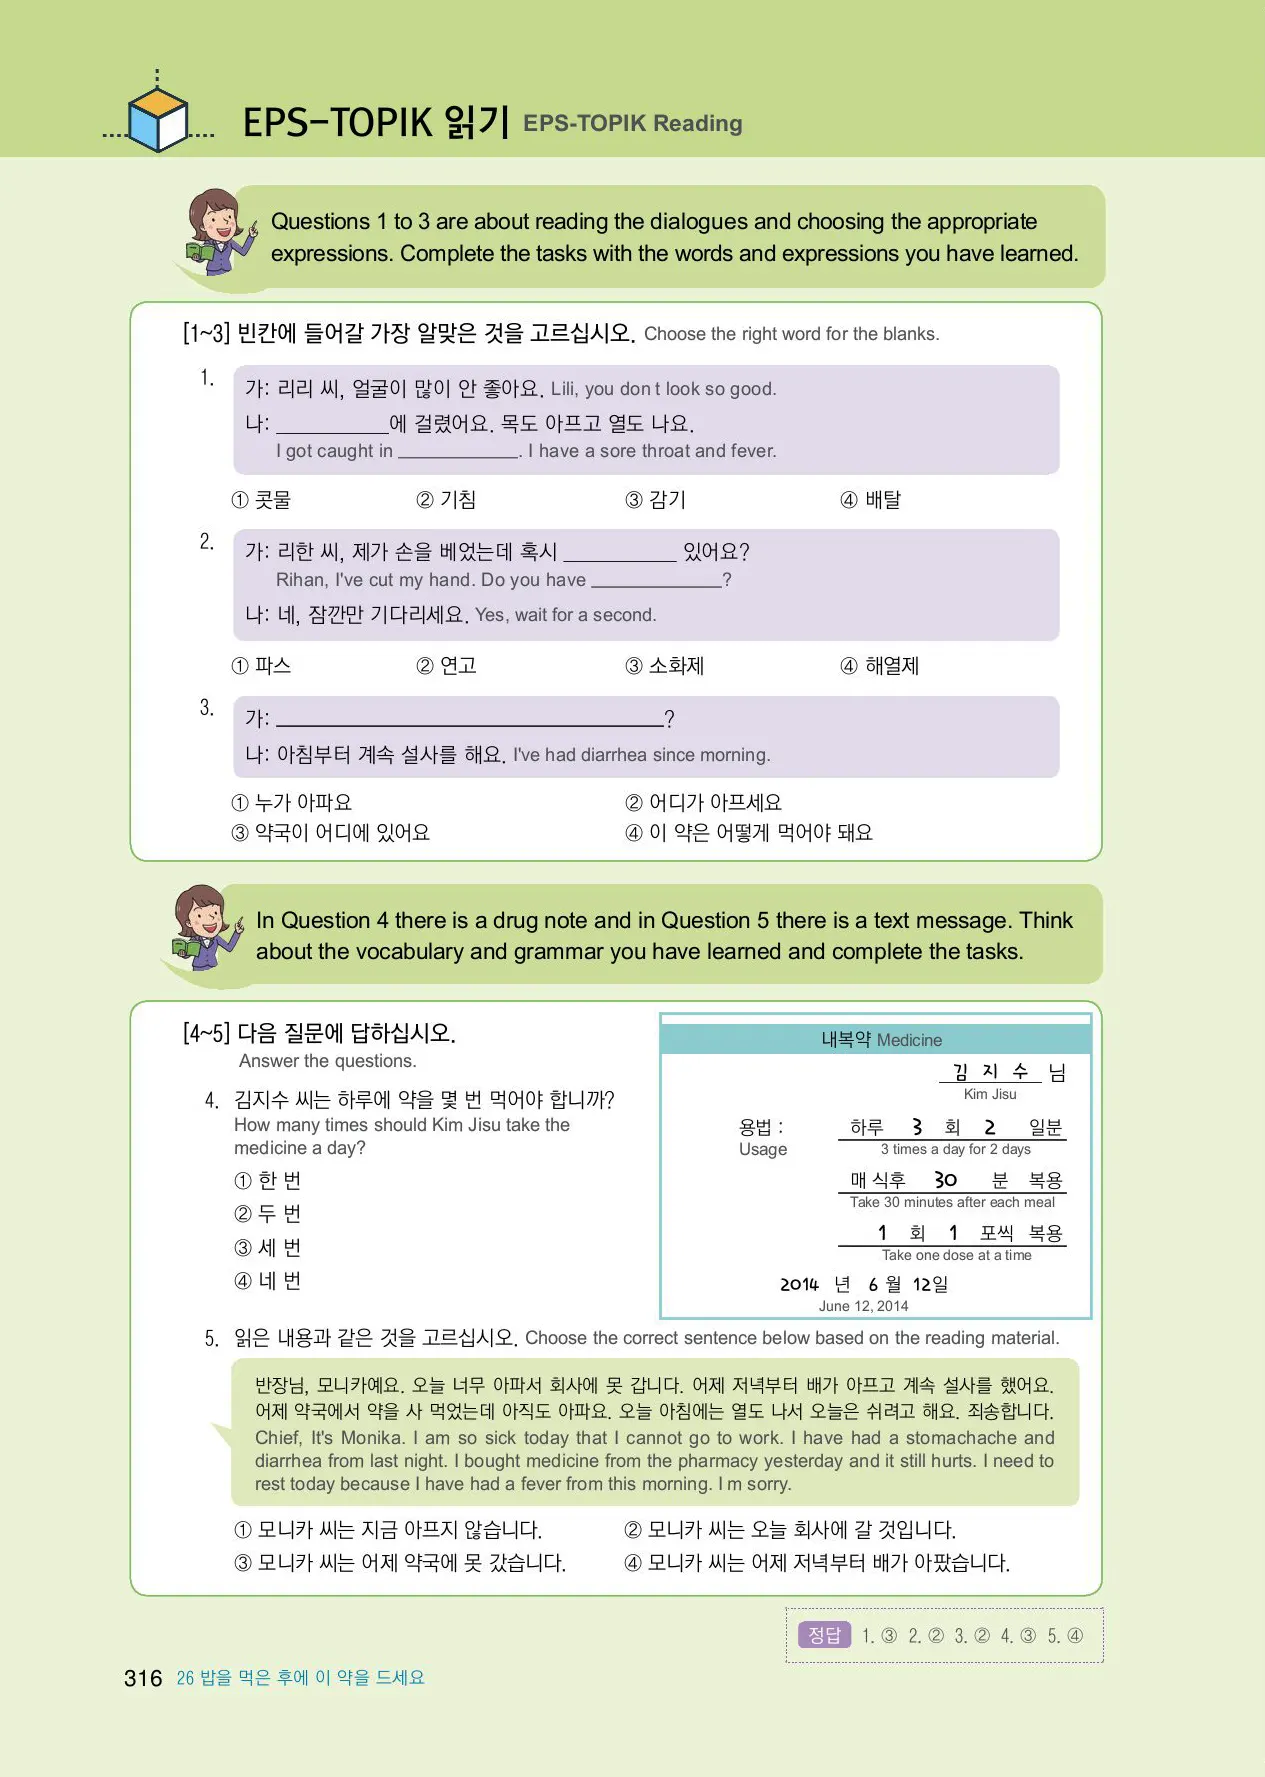 EPS-TOPIK 읽기 EPS-TOPIK Reading
Questions 1 to 3 are about reading the dialogues and choosing the appropriate
expressions. Complete the tasks with the words and expressions you have learned.
[1~3] 빈칸에 들어갈 가장 알맞은 것을 고르십시오. Choose the right word for the blanks.
1.
가: 리리 씨, 얼굴이 많이 안 좋아요. Lili, you don t look so good.
나: ___________에 걸렸어요. 목도 아프고 열도 나요.
I got caught in ____________. I have a sore throat and fever.
① 콧물 ② 기침 ③ 감기 ④ 배탈
2.
가: 리한 씨, 제가 손을 베었는데 혹시 ___________ 있어요?
Rihan, I've cut my hand. Do you have _____________?
나: 네, 잠깐만 기다리세요. Yes, wait for a second.
① 파스 ② 연고 ③ 소화제 ④ 해열제
3.
가: ______________________________________?
나: 아침부터 계속 설사를 해요. I've had diarrhea since morning.
① 누가 아파요 ② 어디가 아프세요
③ 약국이 어디에 있어요 ④ 이 약은 어떻게 먹어야 돼요
In Question 4 there is a drug note and in Question 5 there is a text message. Think
about the vocabulary and grammar you have learned and complete the tasks.
[4~5] 다음 질문에 답하십시오.
Answer the questions.
4. 김지수 씨는 하루에 약을 몇 번 먹어야 합니까?
How many times should Kim Jisu take the
medicine a day?
① 한 번
② 두 번
③ 세 번
④ 네 번
내복약 Medicine
김 지 수 님
Kim Jisu
용법 : 하루 3 회 2 일분
Usage 3 times a day for 2 days
매 식후 30 분 복용
Take 30 minutes after each meal
1 회 1 포씩 복용
Take one dose at a time
2014 년 6 월 12일
June 12, 2014
5. 읽은 내용과 같은 것을 고르십시오. Choose the correct sentence below based on the reading material.
반장님, 모니카예요. 오늘 너무 아파서 회사에 못 갑니다. 어제 저녁부터 배가 아프고 계속 설사를 했어요.
어제 약국에서 약을 사 먹었는데 아직도 아파요. 오늘 아침에는 열도 나서 오늘은 쉬려고 해요. 죄송합니다.
Chief, It's Monika. I am so sick today that I cannot go to work. I have had a stomachache and
diarrhea from last night. I bought medicine from the pharmacy yesterday and it still hurts. I need to
rest today because I have had a fever from this morning. I m sorry.
① 모니카 씨는 지금 아프지 않습니다. ② 모니카 씨는 오늘 회사에 갈 것입니다.
③ 모니카 씨는 어제 약국에 못 갔습니다. ④ 모니카 씨는 어제 저녁부터 배가 아팠습니다.
정답 1. ③ 2. ② 3. ② 4. ③ 5. ④
316 26 밥을 먹은 후에 이 약을 드세요